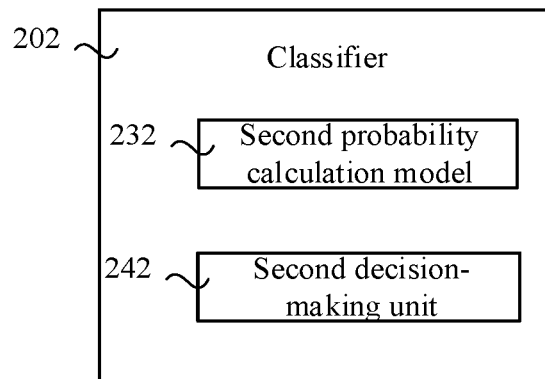 202
Classifier
232
Second probability
calculation model
242
Second decision-
making unit